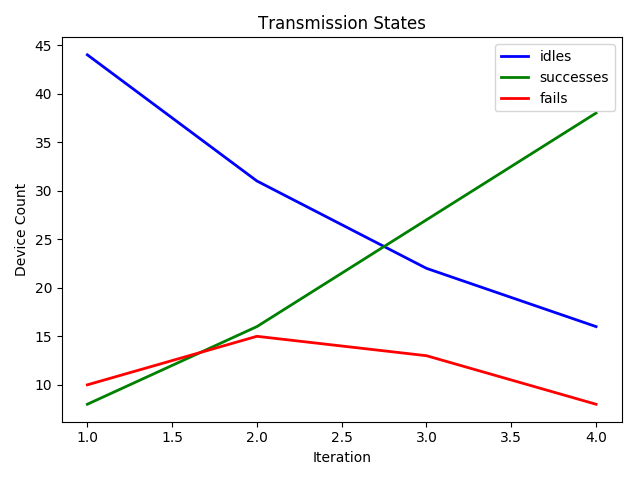 Transmission States
45
40
35
30
25
20
15
10
Device Count
idles
successes
fails
1.0 1.5 2.0 2.5 3.0 3.5 4.0
Iteration